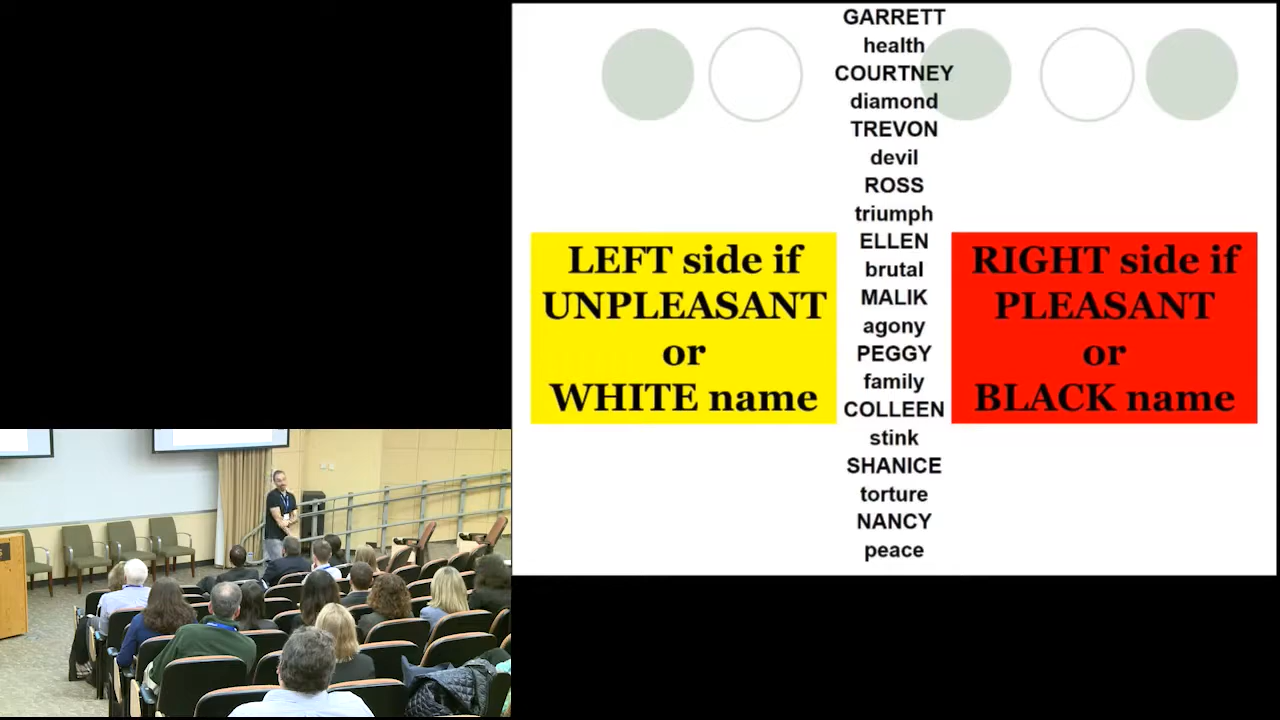 GARRETT
health
COURTNEY
diamond
TREVON
devil
ROSS
triumph
ELLEN
brutal
MALIK
agony
PEGGY
family
COLLEEN
stink
SHANICE
torture
NANCY
peace
LEFT side if
UNPLEASANT
or
WHITE name
RIGHT side if
PLEASANT
or
BLACK name